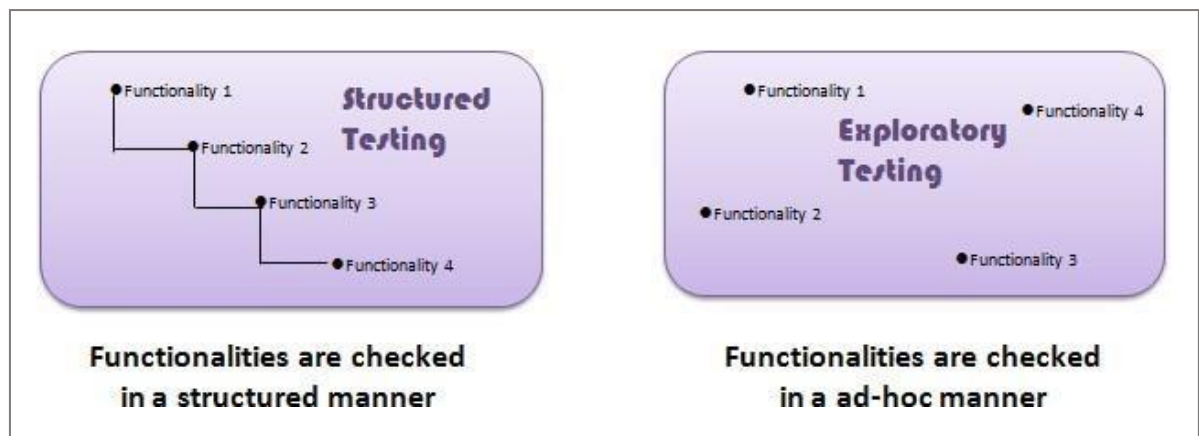 Functionality 1
Structured
Testing
Functionality 2
Functionality 3
Functionality 4
Functionalities are checked
in a structured manner
Functionality 1
Functionality 4
Exploratory
Testing
Functionality 2
Functionality 3
Functionalities are checked
in a ad-hoc manner